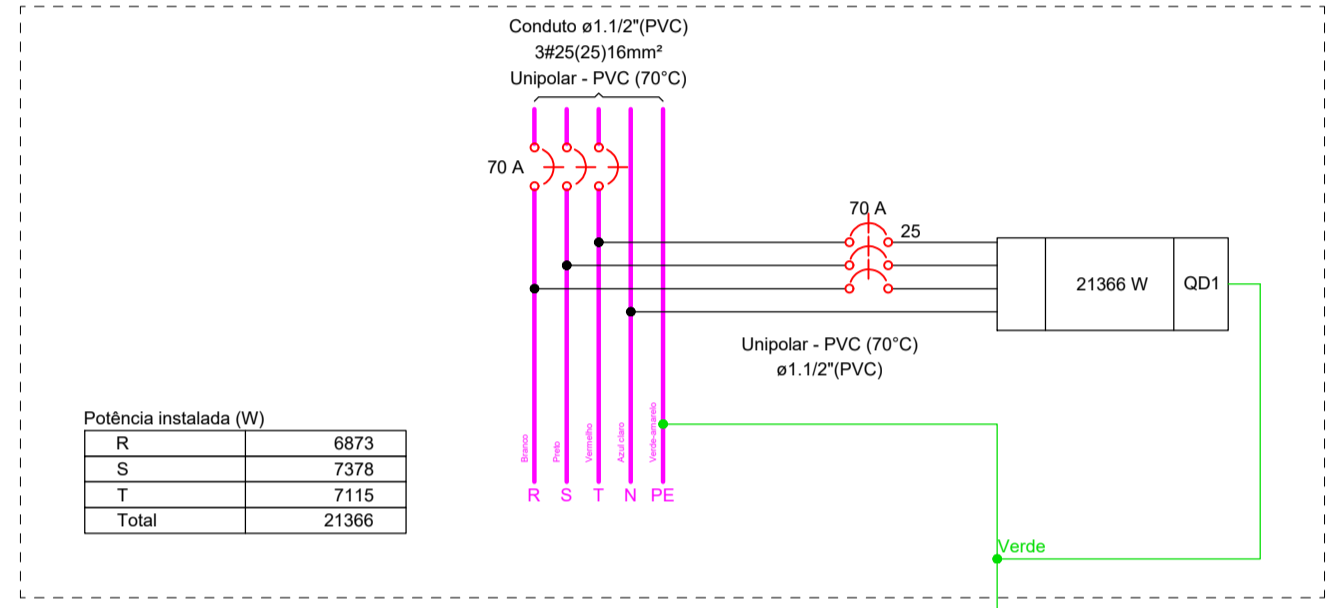 Conduto ø1.1/2"(PVC)
3#25(25)16mm²
Unipolar - PVC (70°C)
70 A
70 A
25
21366 W
QD1
Unipolar - PVC (70°C)
ø1.1/2"(PVC)
Potência instalada (W)
R 6873
S 7378
T 7115
Total 21366
Branco
Preto
Vermelho
Azul claro
Verde-amarelo
R S T N PE
Verde